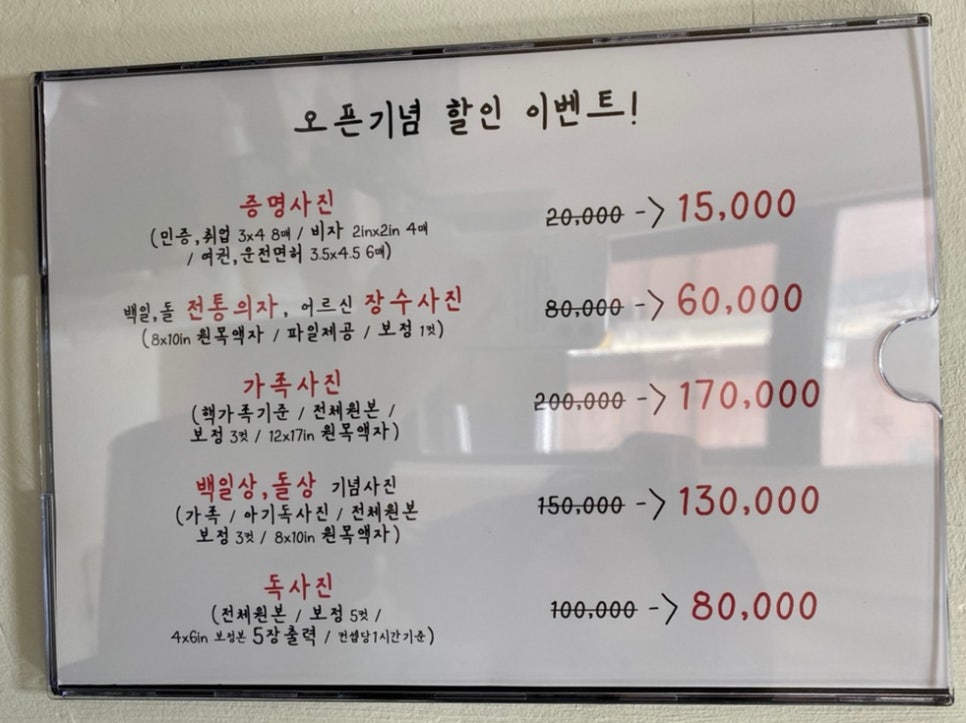 오픈기념 할인 이벤트!
증명사진 20,000 -> 15,000
(민증,취업 3x4 8매 / 비자 2inx2in 4매
/ 여권,운전면허 3.5x4.5 6매)
백일,돌 전통의자, 어르신 장수사진 80,000 -> 60,000
(8x10in 원목액자 / 파일제공 / 보정 1컷)
가족사진 200,000 -> 170,000
(핵가족기준 / 전체원본 /
보정 3컷 / 12x17in 원목액자)
백일상,돌상 기념사진 150,000 -> 130,000
(가족 / 아기독사진 / 전체원본
보정 3컷 / 8x10in 원목액자)
독사진 100,000 -> 80,000
(전체원본 / 보정 5컷 /
4x6in 보정본 5장출력 / 컨셉당1시간기준)